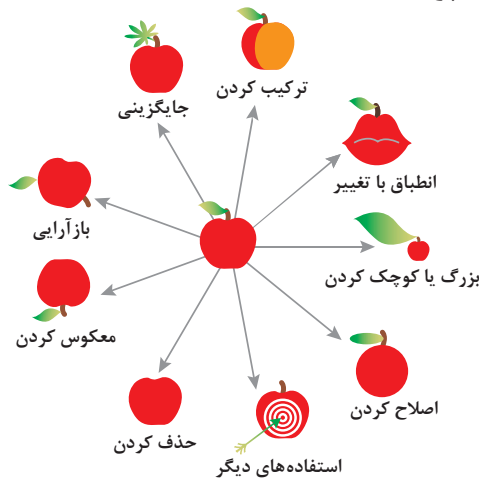 ترکیب کردن
جایگزینی
انطباق با تغییر
بازآرایی
بزرگ یا کوچک کردن
معکوس کردن
اصلاح کردن
حذف کردن
استفاده‌های دیگر